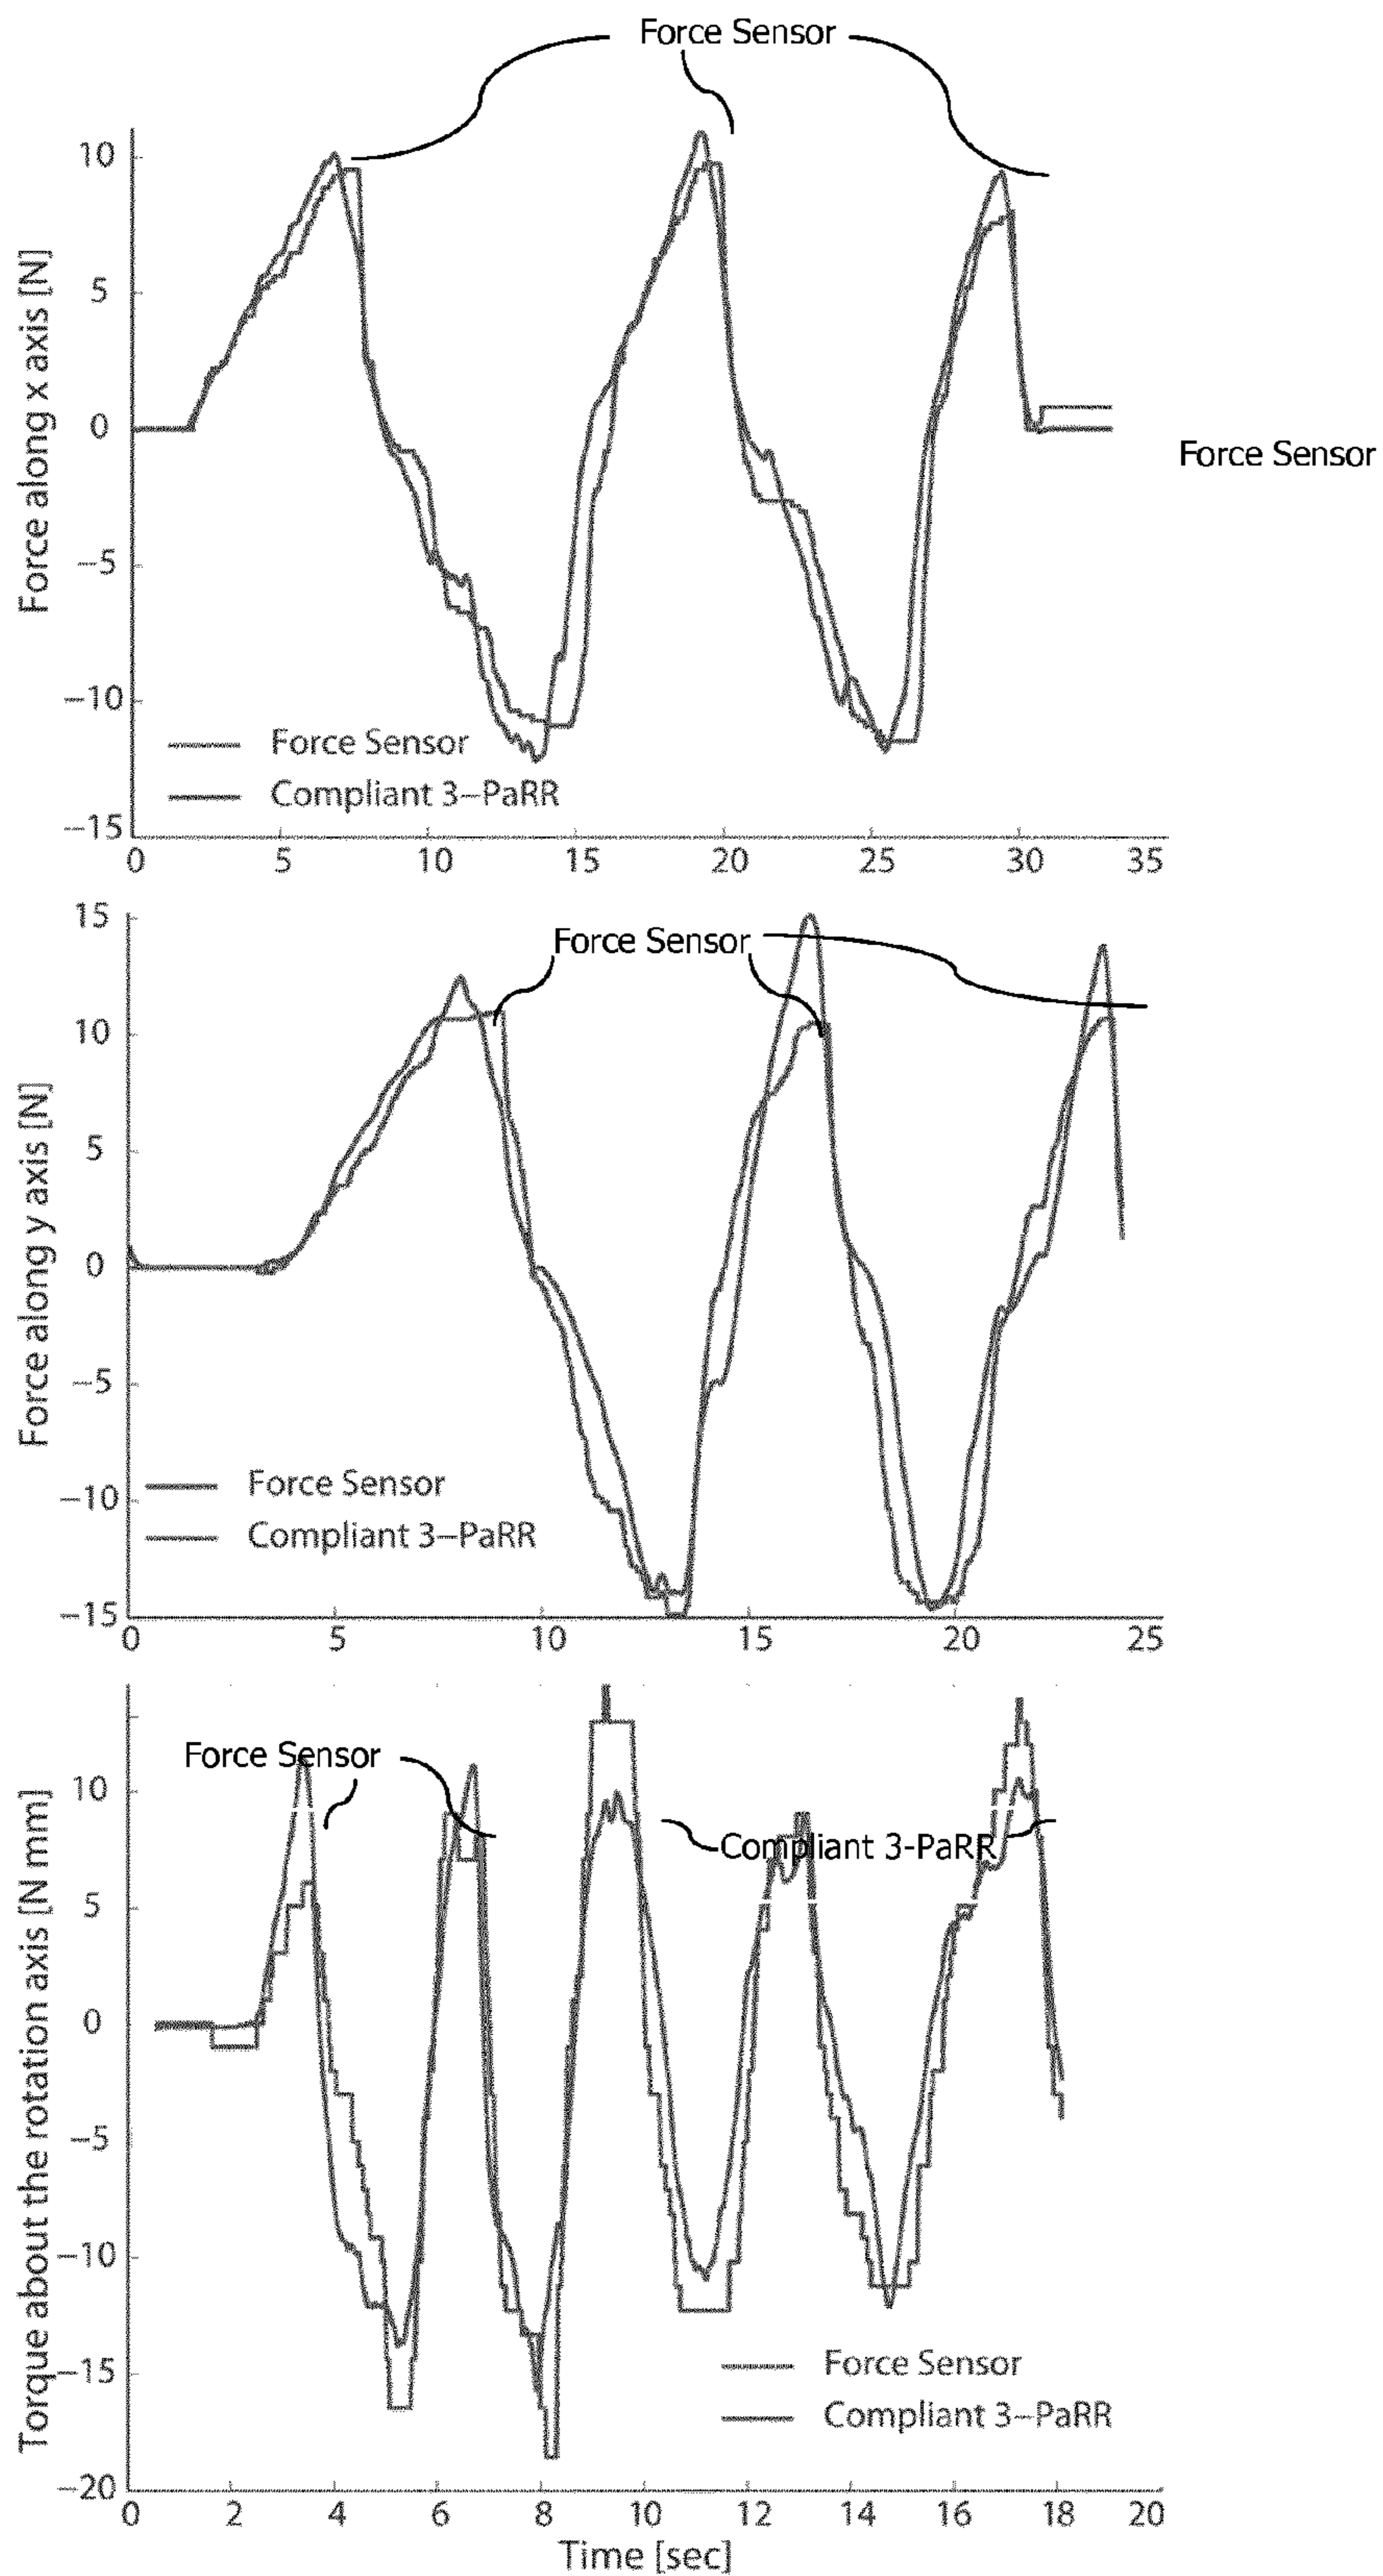 Force Sensor
10
5
0
−5
−10
−15
Force along x axis [N]
Force Sensor
Force Sensor
Compliant 3−PaRR
0 5 10 15 20 25 30 35
15
10
5
0
−5
−10
−15
Force along y axis [N]
Force Sensor
Force Sensor
Compliant 3−PaRR
0 5 10 15 20 25
10
5
0
−5
−10
−15
−20
Torque about the rotation axis [N mm]
Force Sensor
Compliant 3-PaRR
Force Sensor
Compliant 3−PaRR
0 2 4 6 8 10 12 14 16 18 20
Time [sec]